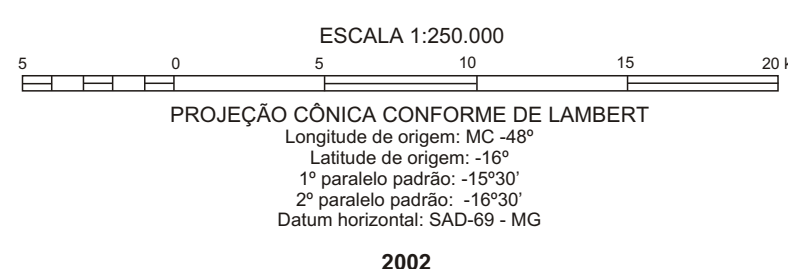 ESCALA 1:250.000
5 0 5 10 15 20 k
PROJEÇÃO CÔNICA CONFORME DE LAMBERT
Longitude de origem: MC -48º
Latitude de origem: -16º
1º paralelo padrão: -15º30’
2º paralelo padrão: -16º30’
Datum horizontal: SAD-69 - MG
2002